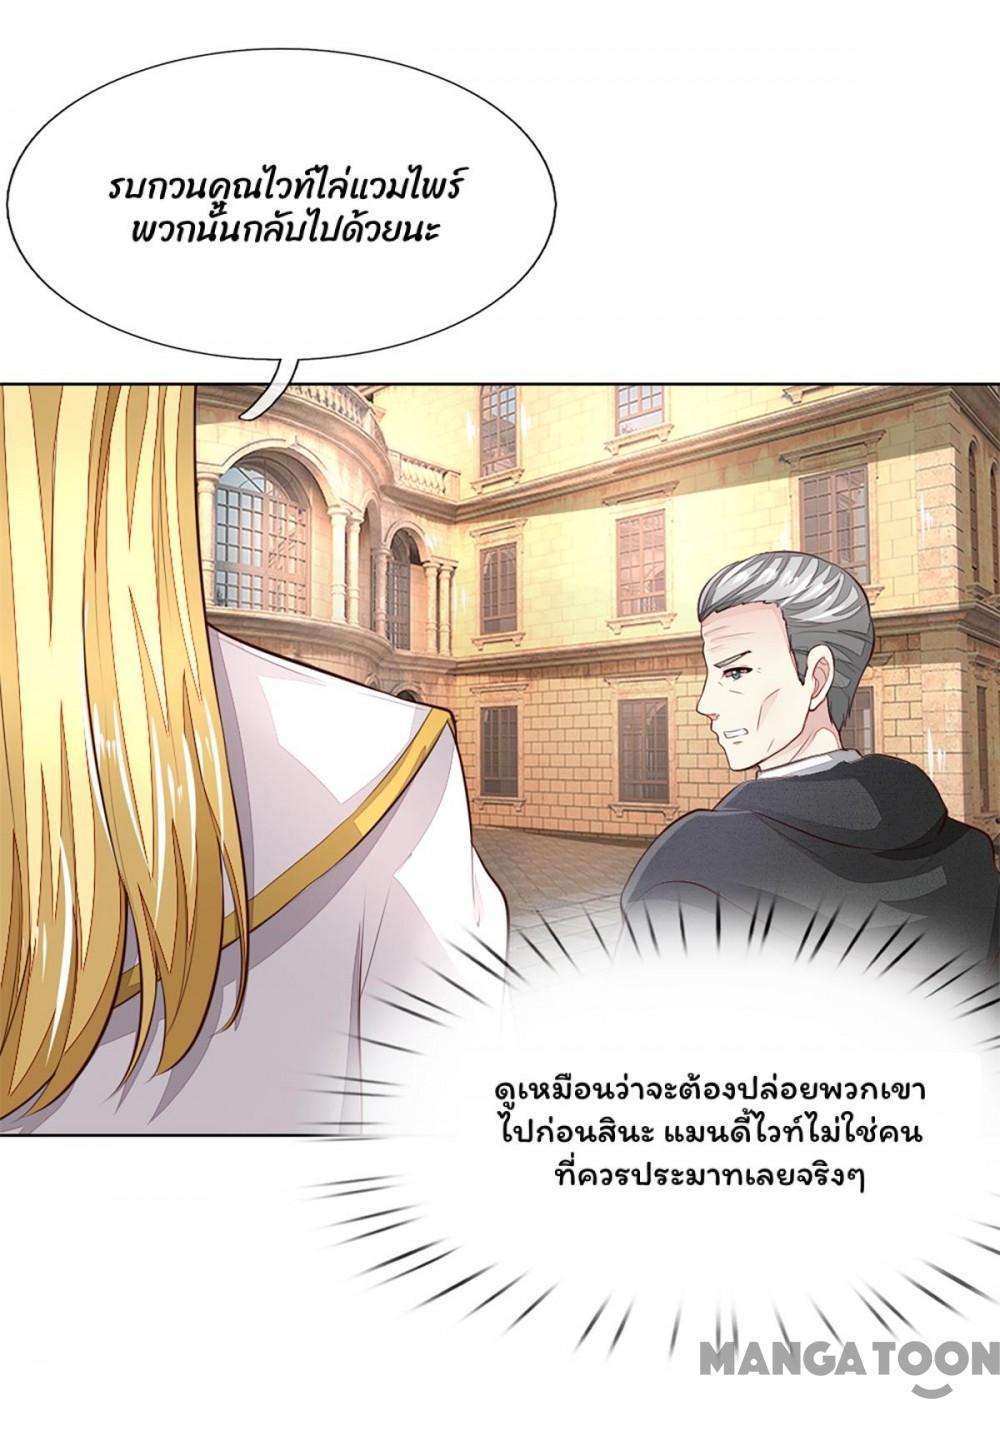 รบกวนคุณไวท์ไล่แวมไพร์
พวกนั้นกลับไปด้วยนะ
ดูเหมือนว่าจะต้องปล่อยพวกเขา
ไปก่อนสินะ แมนดี้ไวท์ไม่ใช่คน
ที่ควรประมาทเลยจริงๆ
MANGATOON